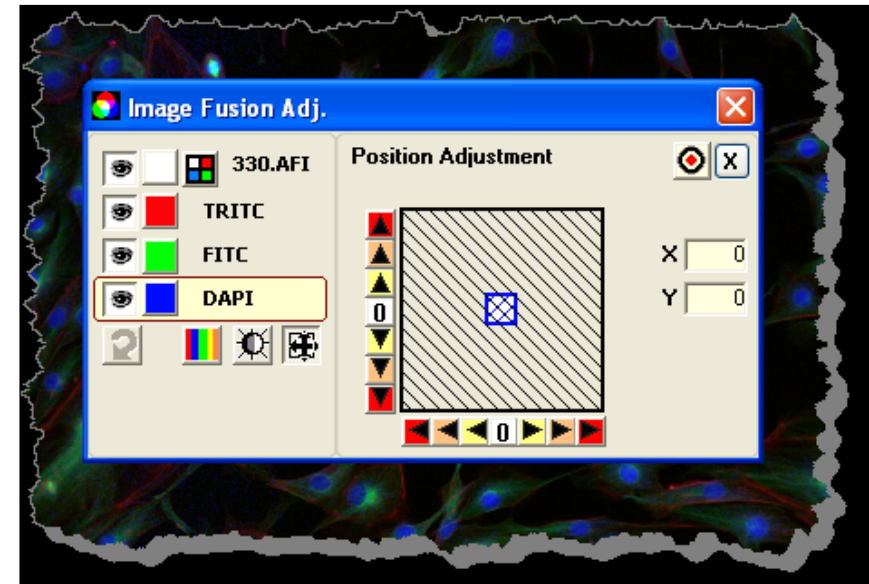 Image Fusion Adj.
330.AFI
TRITC
FITC
DAPI
Position Adjustment
X
X 0
Y 0
0
0